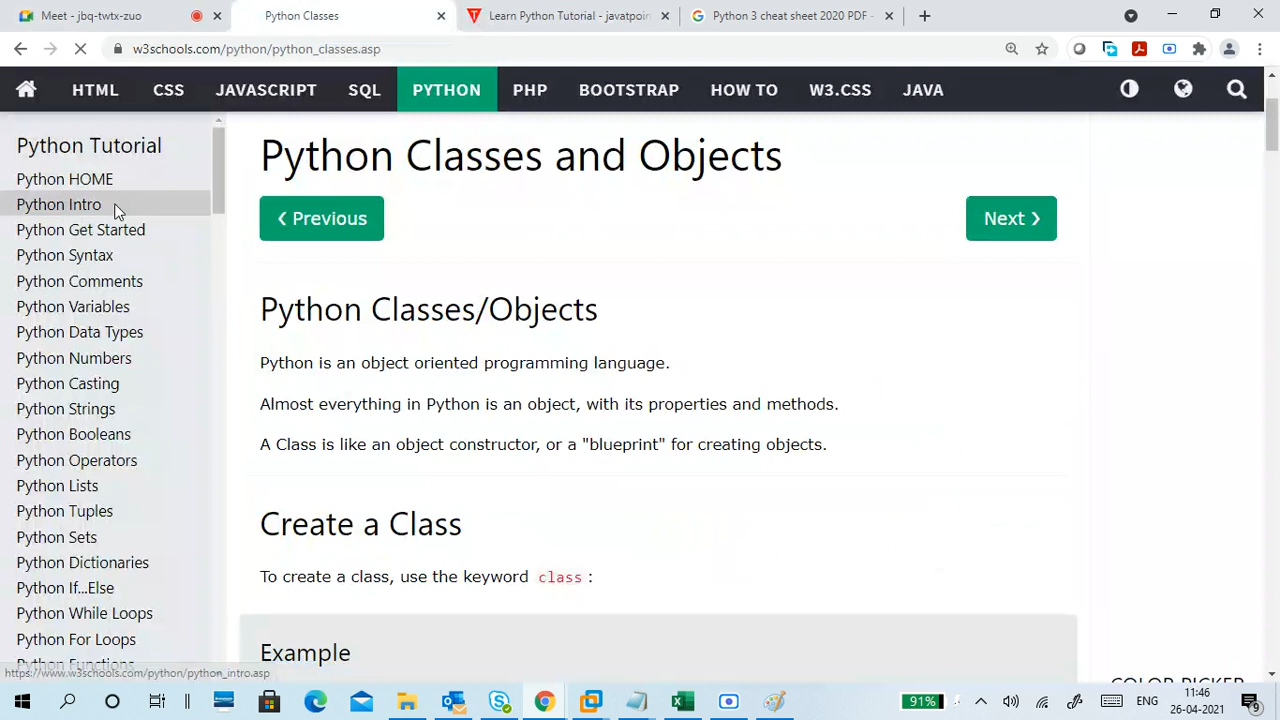 Meet - jbq-twtx-zuo
Python Classes
Learn Python Tutorial - javatpoin
Python 3 cheat sheet 2020 PDF -
w3schools.com/python/python_classes.asp
HTML CSS JAVASCRIPT SQL PYTHON PHP BOOTSTRAP HOW TO W3.CSS JAVA
Python Tutorial
Python HOME
Python Intro
Python Get Started
Python Syntax
Python Comments
Python Variables
Python Data Types
Python Numbers
Python Casting
Python Strings
Python Booleans
Python Operators
Python Lists
Python Tuples
Python Sets
Python Dictionaries
Python If...Else
Python While Loops
Python For Loops
Python Functions
Python Classes and Objects
❮ Previous
Next ❯
Python Classes/Objects
Python is an object oriented programming language.
Almost everything in Python is an object, with its properties and methods.
A Class is like an object constructor, or a "blueprint" for creating objects.
Create a Class
To create a class, use the keyword class :
Example
https://www.w3schools.com/python/python_intro.asp
COLOR PICKER
91%
ENG
11:46
26-04-2021
9